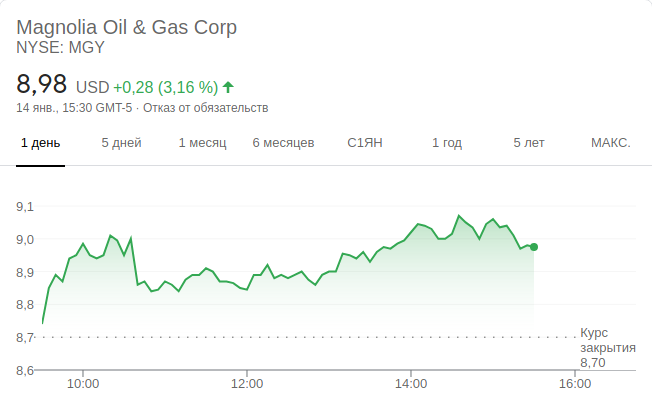 Magnolia Oil & Gas Corp
NYSE: MGY
8,98 USD +0,28 (3,16 %)
14 янв., 15:30 GMT-5 · Отказ от обязательств
1 день 5 дней 1 месяц 6 месяцев С1ЯН 1 год 5 лет МАКС.
9,1
9,0
8,9
8,8
8,7
Курс
закрытия
8,70
8,6
10:00 12:00 14:00 16:00